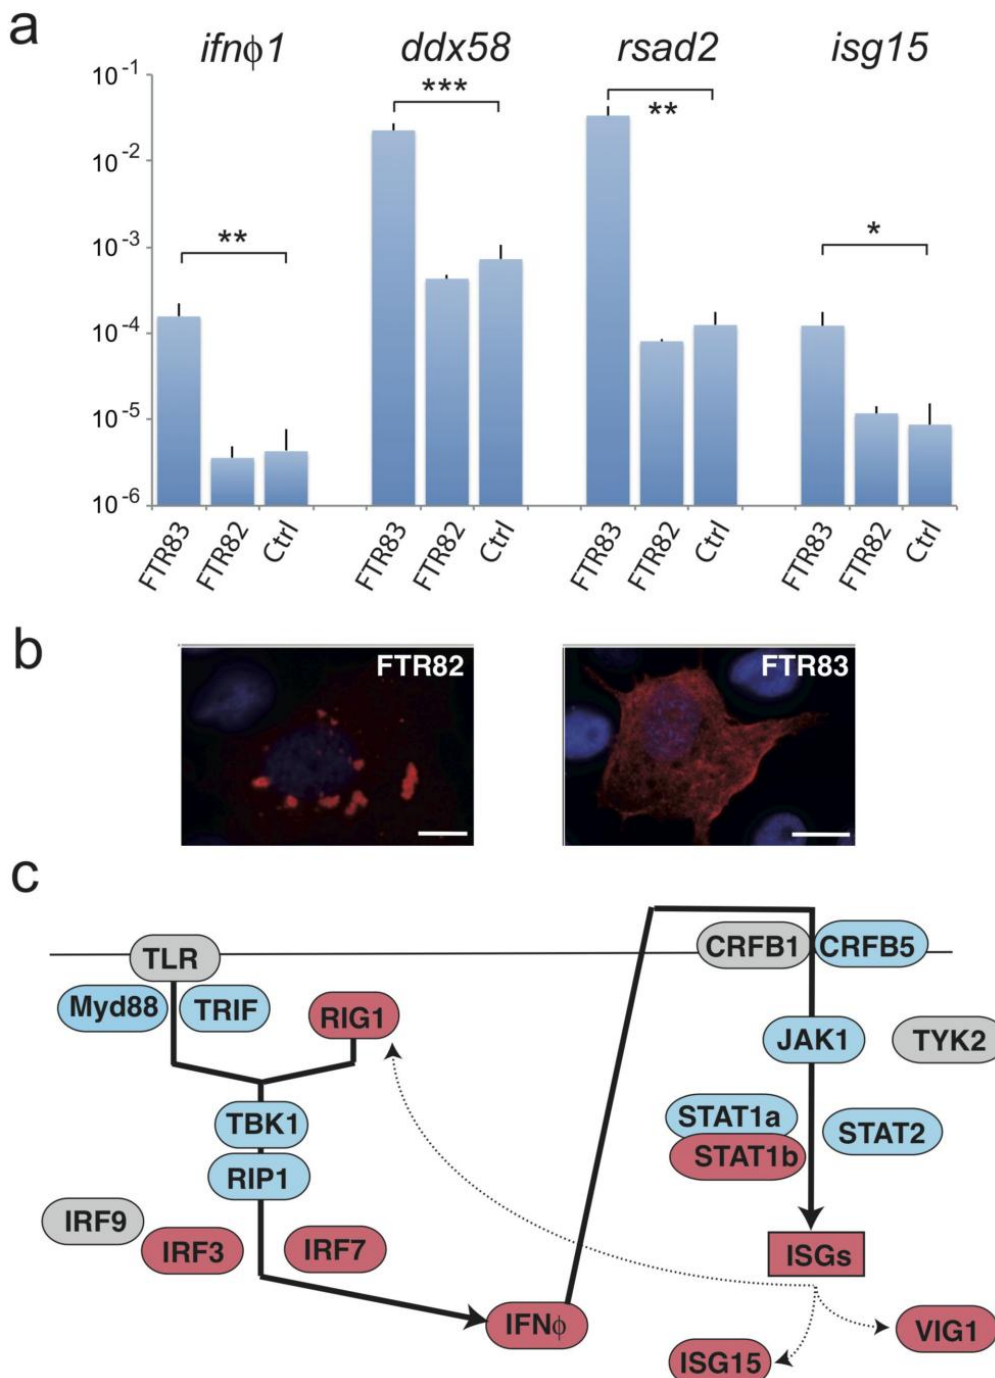 a
ifnϕ1 ddx58 rsad2 isg15
10-1
10-2
10-3
10-4
10-5
10-6
** *** ** *
FTR83 FTR82 Ctrl FTR83 FTR82 Ctrl FTR83 FTR82 Ctrl FTR83 FTR82 Ctrl
b
FTR82 FTR83
c
TLR
Myd88 TRIF
RIG1
TBK1
RIP1
IRF9
IRF3
IRF7
IFNϕ
CRFB1 CRFB5
JAK1 TYK2
STAT1a
STAT1b
STAT2
ISGs
VIG1
ISG15